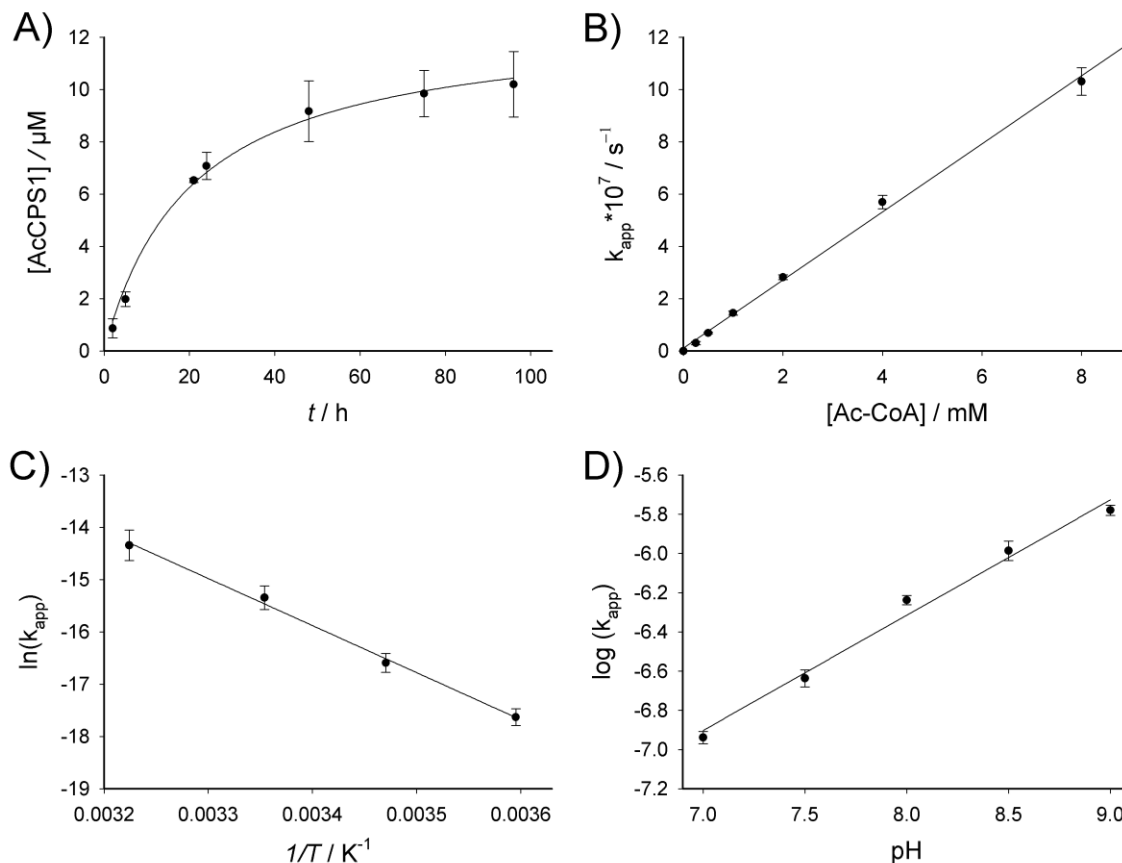 A)
12
10
8
6
4
2
0
[AcCPS1] / µM
0 20 40 60 80 100
t / h
B)
12
10
8
6
4
2
0
k_app*10^7 / s^−1
0 2 4 6 8
[Ac-CoA] / mM
C)
-13
-14
-15
-16
-17
-18
-19
ln(k_app)
0.0032 0.0033 0.0034 0.0035 0.0036
1/T / K^-1
D)
-5.6
-5.8
-6.0
-6.2
-6.4
-6.6
-6.8
-7.0
-7.2
log (k_app)
7.0 7.5 8.0 8.5 9.0
pH